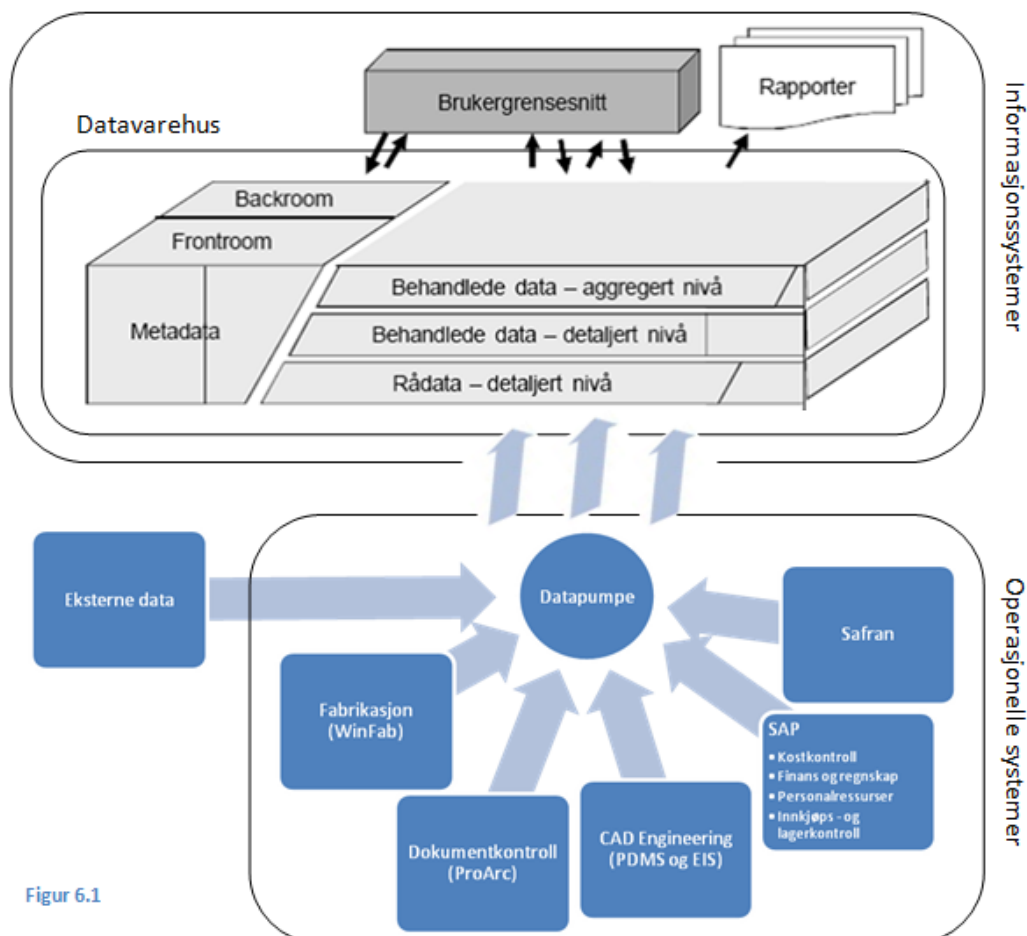 Brukergrensesnitt
Rapporter
Datavarehus
Informasjonssystemer
Backroom
Frontroom
Metadata
Behandlede data – aggregert nivå
Behandlede data – detaljert nivå
Rådata – detaljert nivå
Eksterne data
Datapumpe
Safran
Operasjonelle systemer
Fabrikasjon
(WinFab)
SAP
▪ Kostkontroll
▪ Finans og regnskap
▪ Personalressurser
▪ Innkjøps - og
lagerkontroll
Dokumentkontroll
(ProArc)
CAD Engineering
(PDMS og EIS)
Figur 6.1